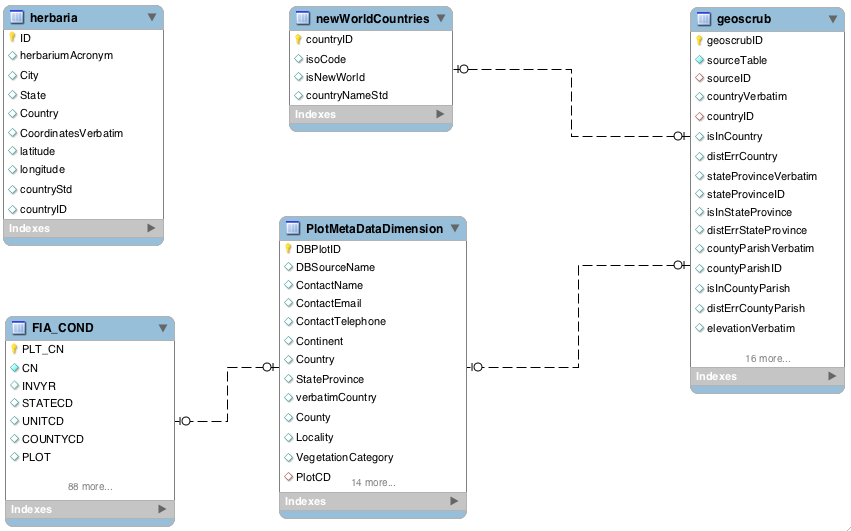 herbaria
ID
herbariumAcronym
City
State
Country
CoordinatesVerbatim
latitude
longitude
countryStd
countryID
Indexes
newWorldCountries
countryID
isoCode
isNewWorld
countryNameStd
Indexes
geoscrub
geoscrubID
sourceTable
sourceID
countryVerbatim
countryID
isInCountry
distErrCountry
stateProvinceVerbatim
stateProvinceID
isInStateProvince
distErrStateProvince
countyParishVerbatim
countyParishID
isInCountyParish
distErrCountyParish
elevationVerbatim
16 more...
Indexes
PlotMetaDataDimension
DBPlotID
DBSourceName
ContactName
ContactEmail
ContactTelephone
Continent
Country
StateProvince
verbatimCountry
County
Locality
VegetationCategory
PlotCD
14 more...
Indexes
FIA_COND
PLT_CN
CN
INVYR
STATECD
UNITCD
COUNTYCD
PLOT
88 more...
Indexes